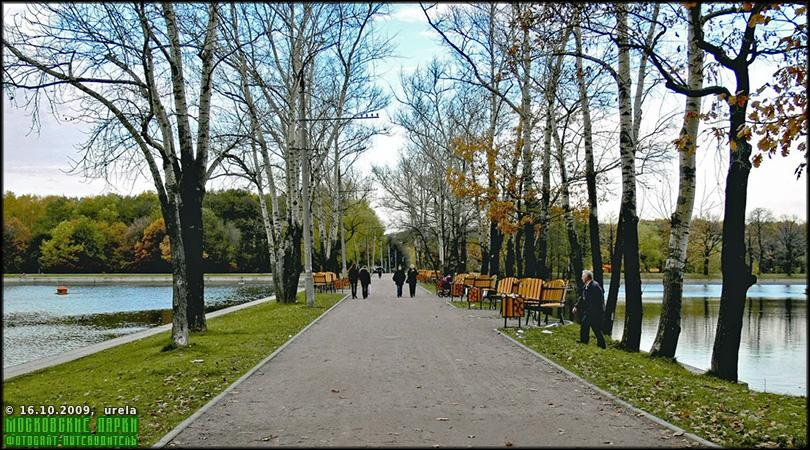 © 16.10.2009, urela
МОСКОВСКИЕ ПАРКИ
ФОТОСАЙТ-ПУТЕВОДИТЕЛЬ